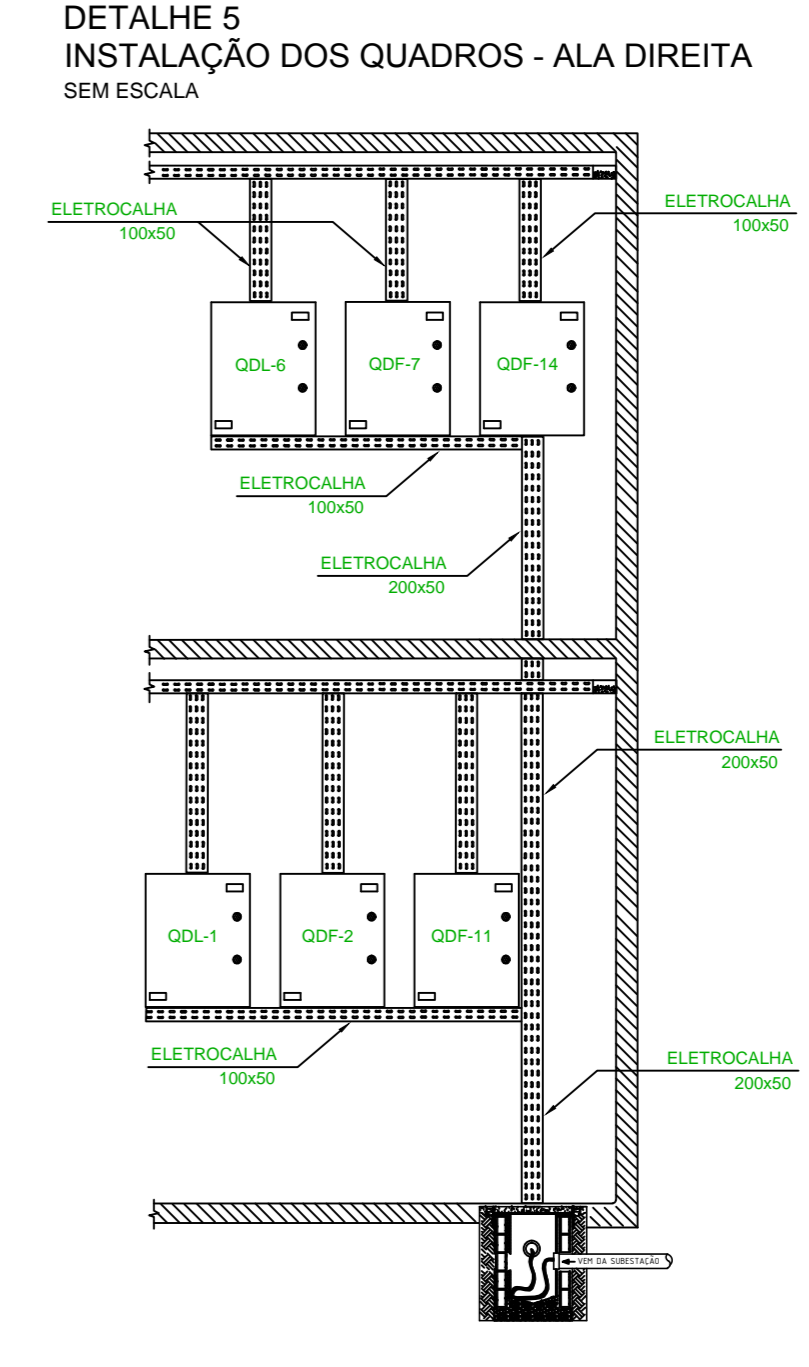 DETALHE 5
INSTALAÇÃO DOS QUADROS - ALA DIREITA
SEM ESCALA
ELETROCALHA
100x50
ELETROCALHA
100x50
QDL-6
QDF-7
QDF-14
ELETROCALHA
100x50
ELETROCALHA
200x50
ELETROCALHA
200x50
QDL-1
QDF-2
QDF-11
ELETROCALHA
100x50
ELETROCALHA
200x50
VEM DA SUBESTAÇÃO